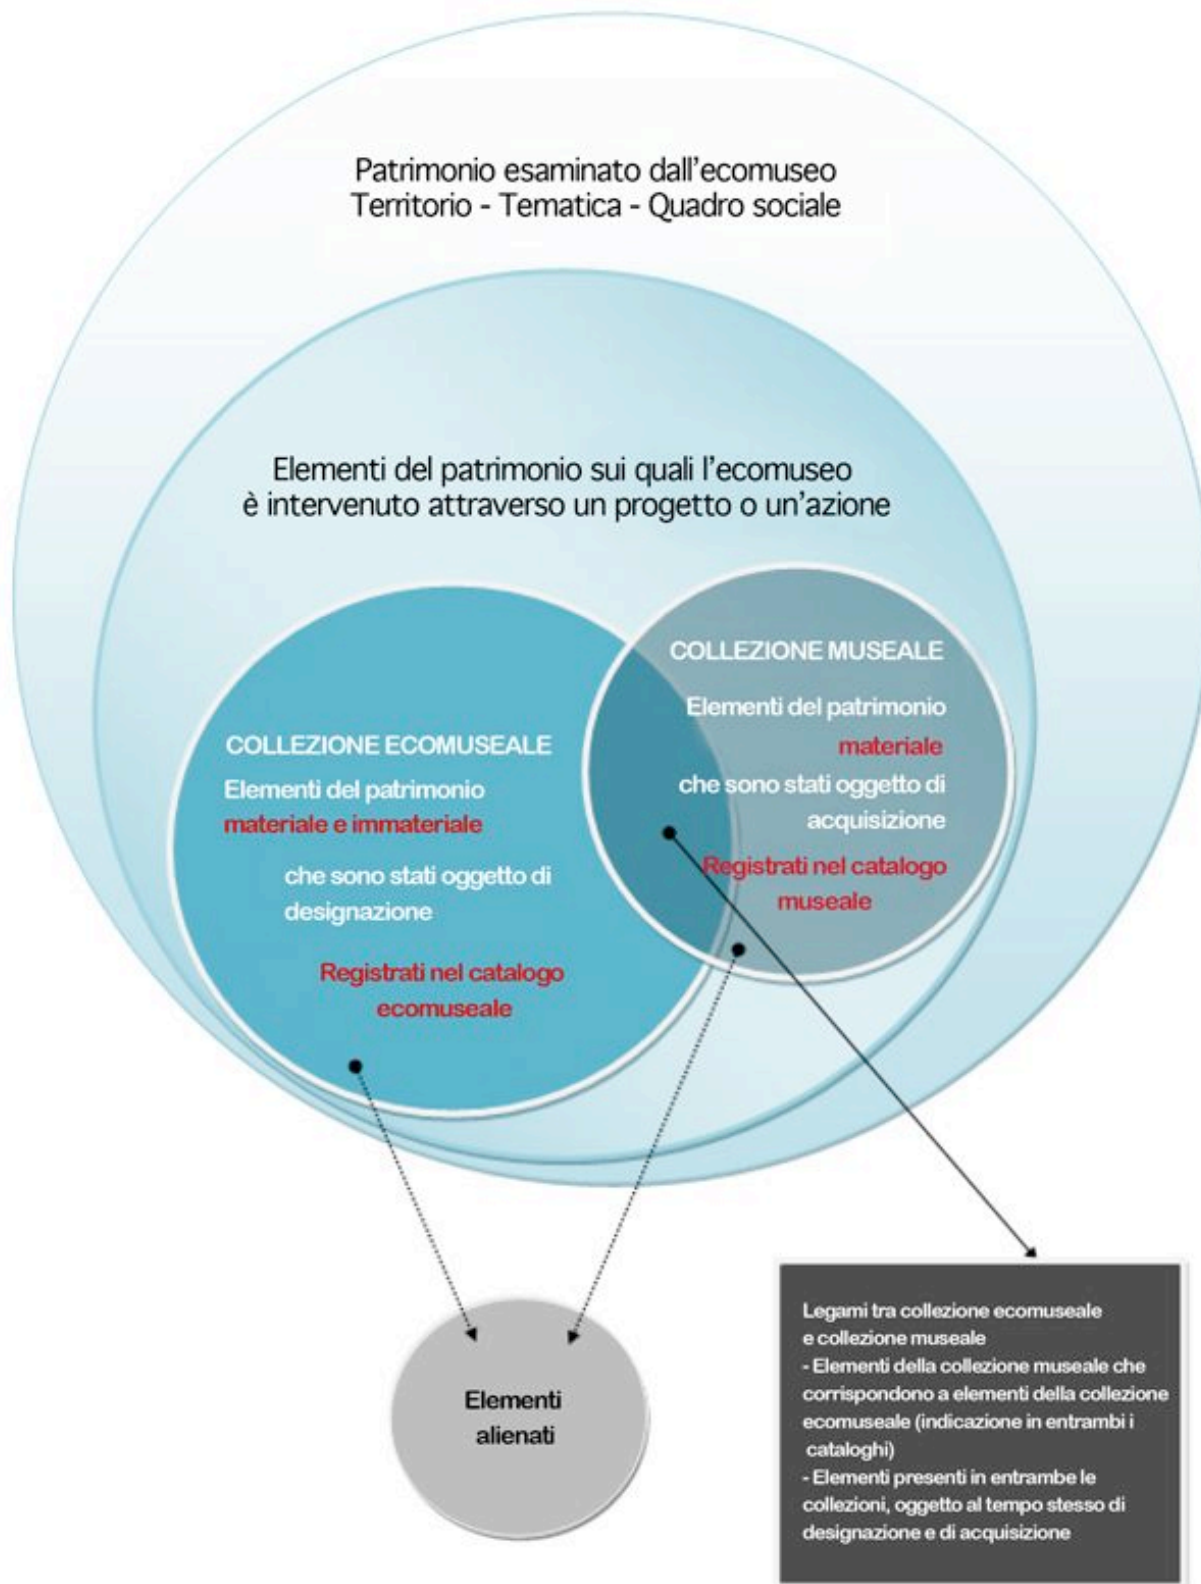 Patrimonio esaminato dall'ecomuseo
Territorio - Tematica - Quadro sociale
Elementi del patrimonio sui quali l'ecomuseo
è intervenuto attraverso un progetto o un'azione
COLLEZIONE ECOMUSEALE
Elementi del patrimonio
materiale e immateriale
che sono stati oggetto di
designazione
Registrati nel catalogo
ecomuseale
COLLEZIONE MUSEALE
Elementi del patrimonio
materiale
che sono stati oggetto di
acquisizione
Registrati nel catalogo
museale
Elementi
alienati
Legami tra collezione ecomuseale
e collezione museale
- Elementi della collezione museale che
corrispondono a elementi della collezione
ecomuseale (indicazione in entrambi i
cataloghi)
- Elementi presenti in entrambe le
collezioni, oggetto al tempo stesso di
designazione e di acquisizione